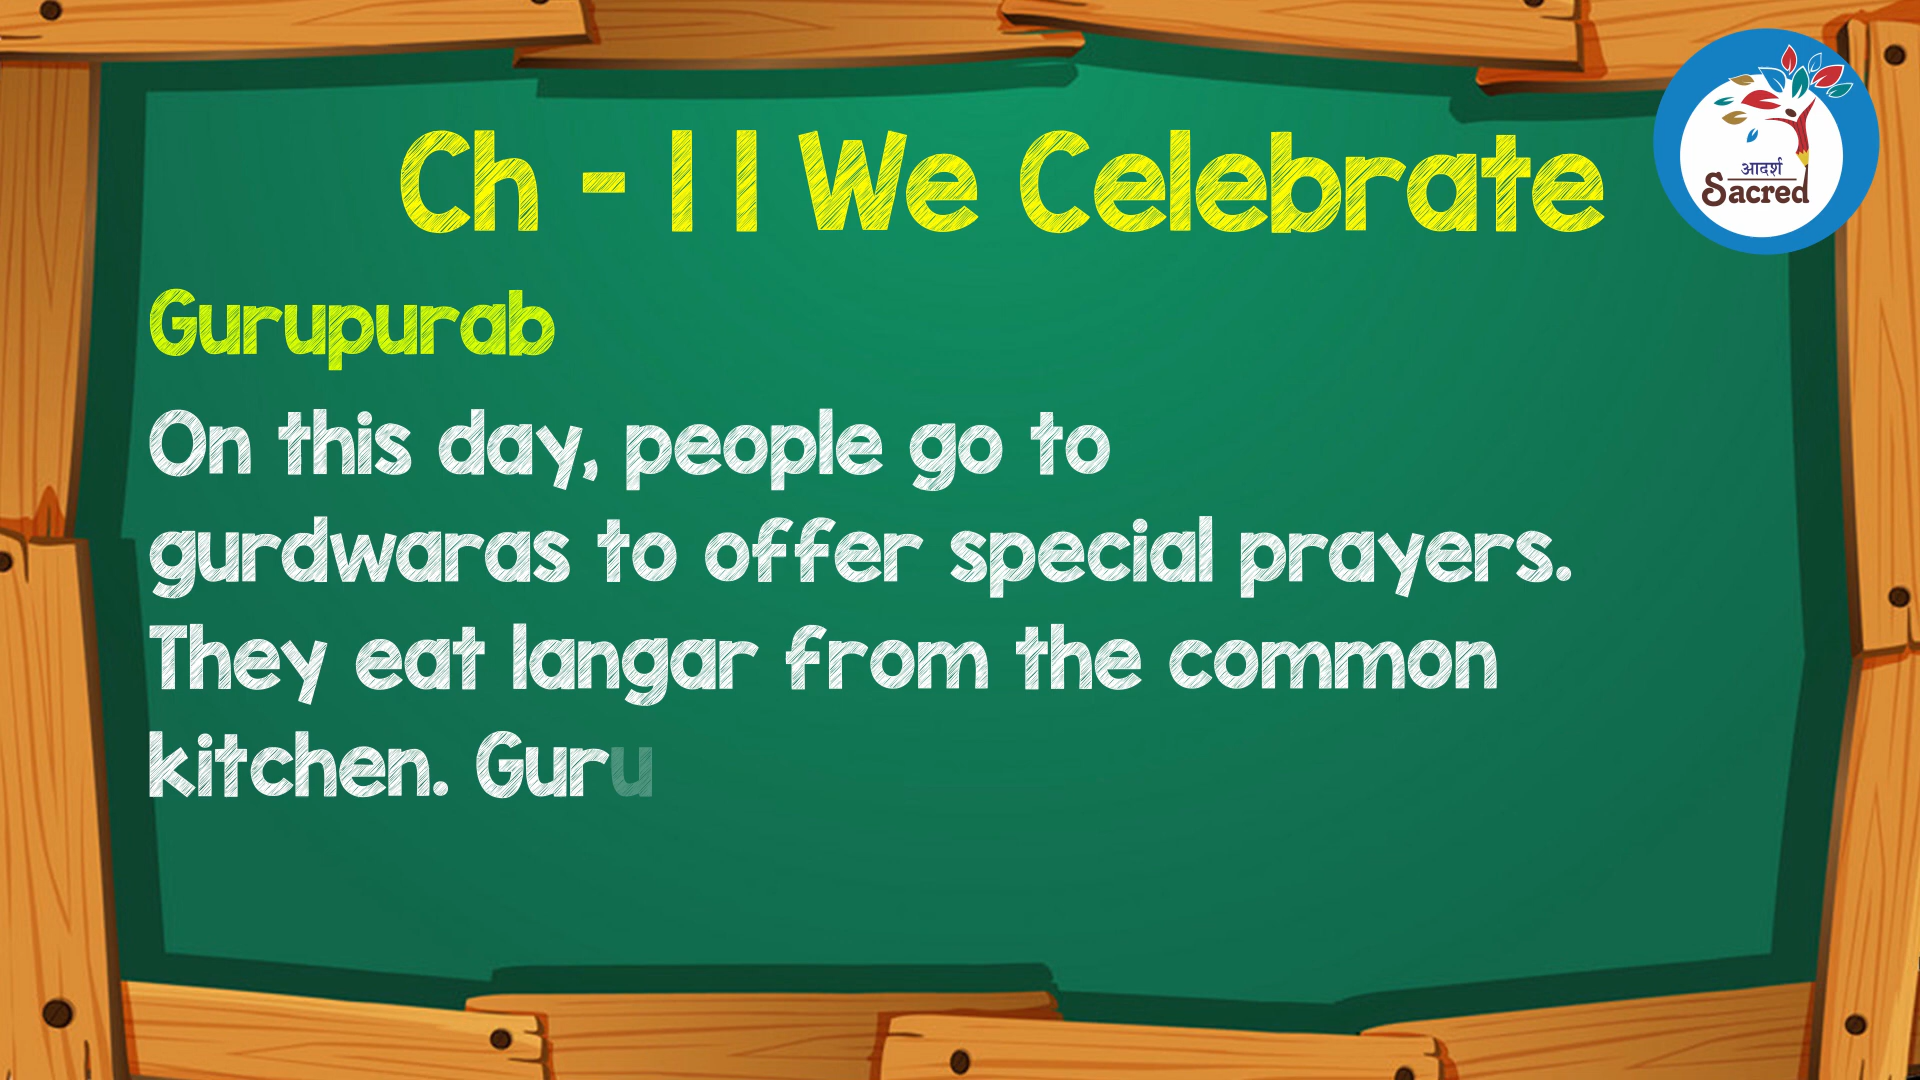 Ch - 11 We Celebrate
आदर्श
Sacred
Gurupurab
On this day, people go to
gurdwaras to offer special prayers.
They eat langar from the common
kitchen. Guru